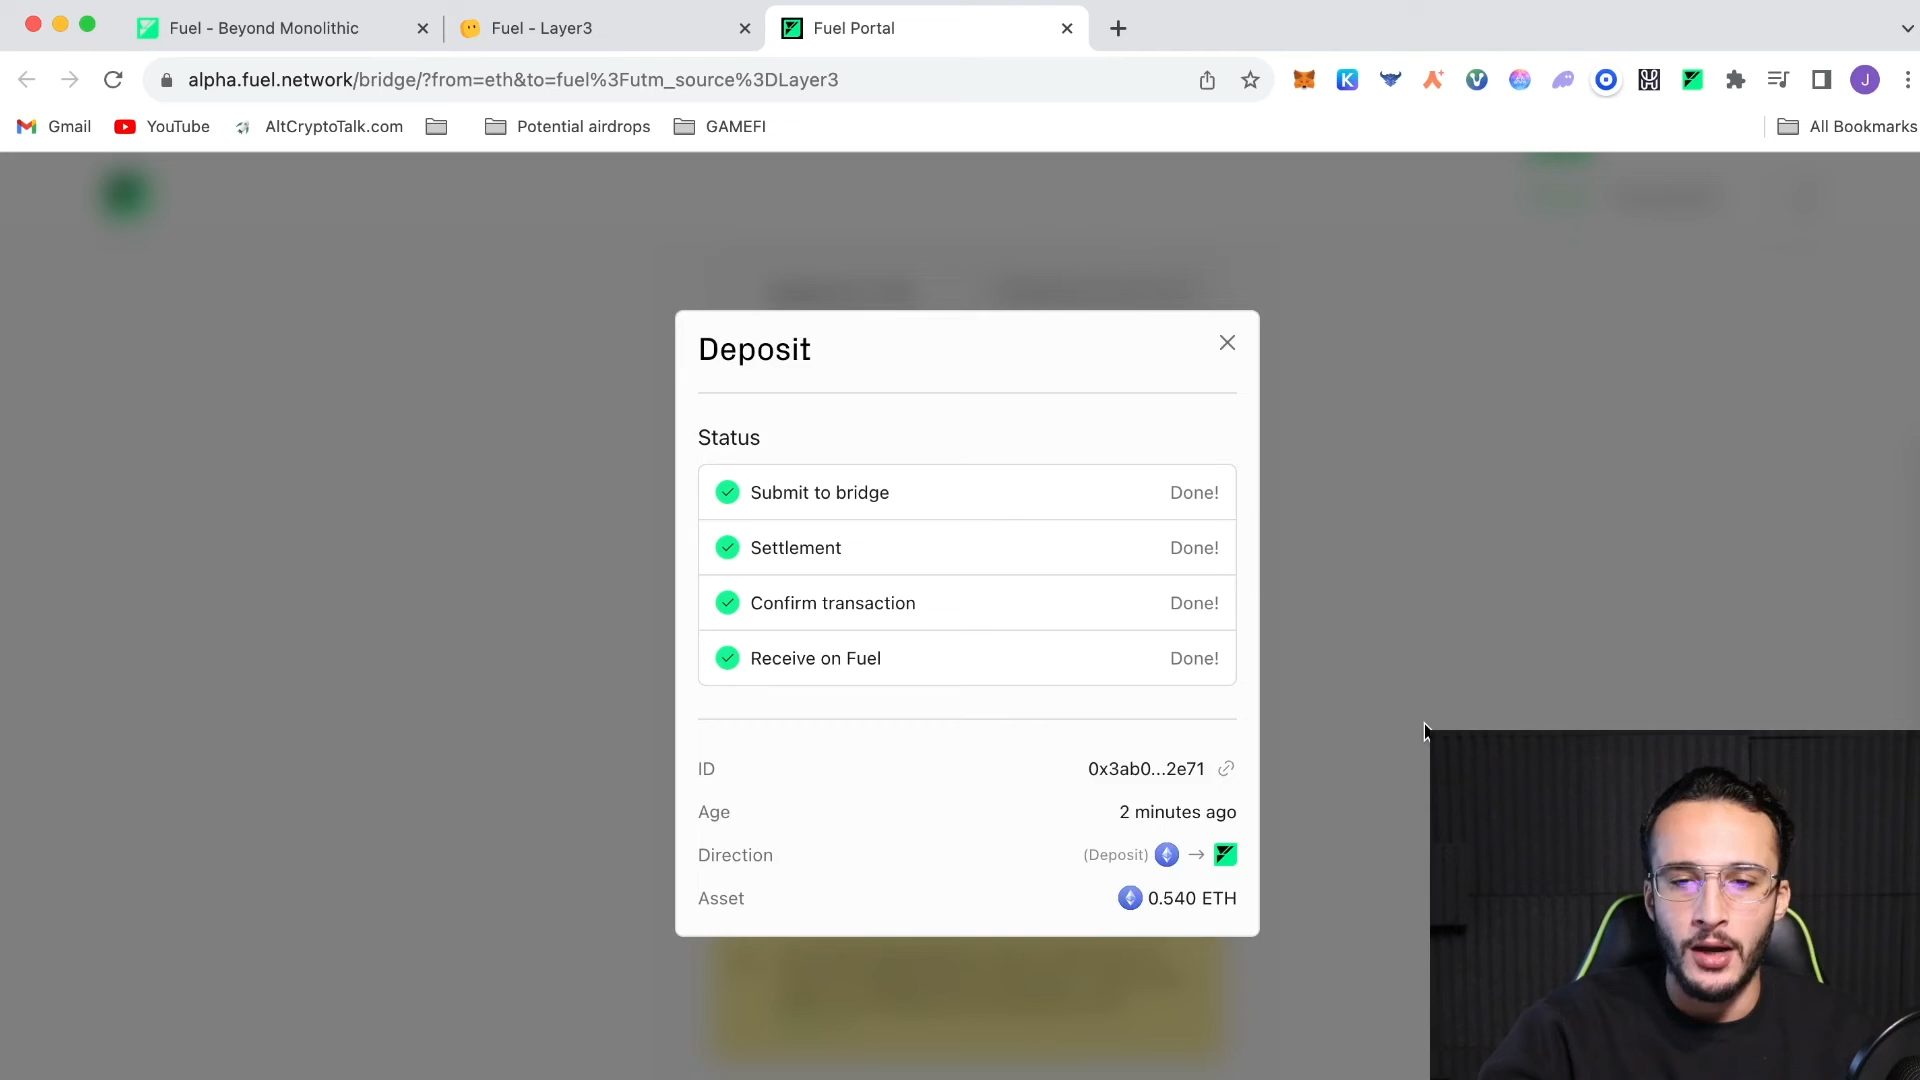 Fuel - Beyond Monolithic
Fuel - Layer3
Fuel Portal
alpha.fuel.network/bridge/?from=eth&to=fuel%3Futm_source%3DLayer3
J
Gmail
YouTube
AltCryptoTalk.com
Potential airdrops
GAMEFI
All Bookmarks
Deposit
Status
Submit to bridge Done!
Settlement Done!
Confirm transaction Done!
Receive on Fuel Done!
ID 0x3ab0...2e71
Age 2 minutes ago
Direction (Deposit) →
Asset 0.540 ETH